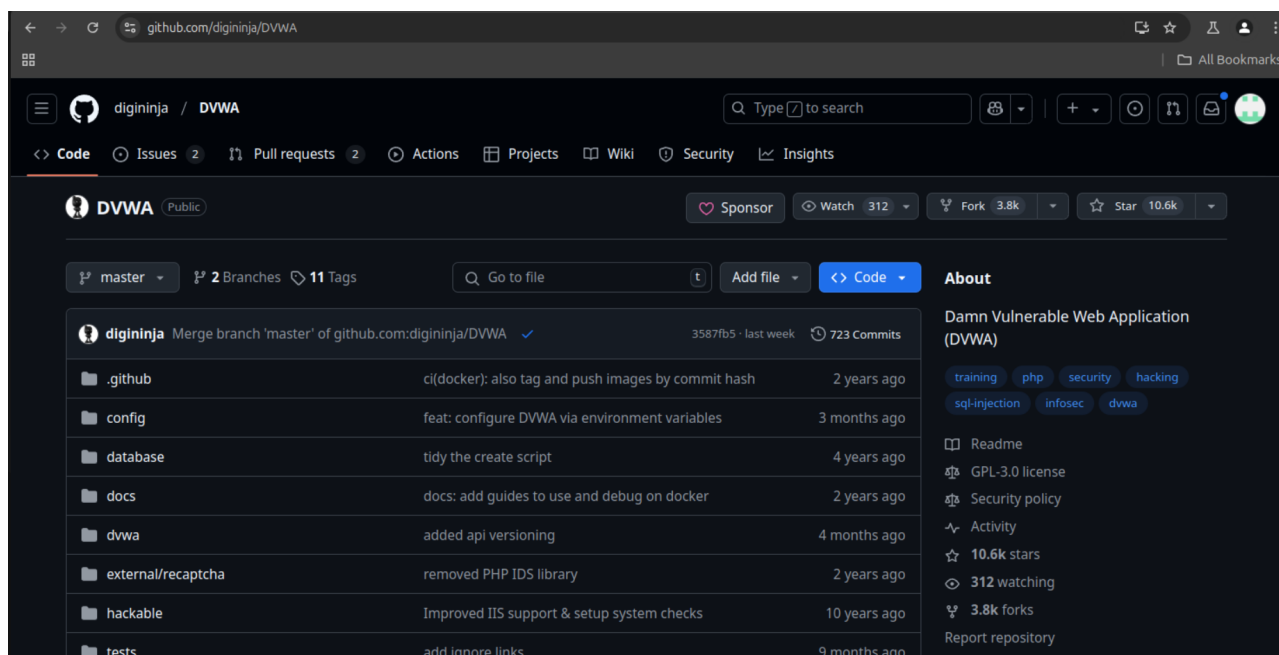 github.com/digininja/DVWA
All Bookmarks
digininja / DVWA
Type / to search
Code Issues 2 Pull requests 2 Actions Projects Wiki Security Insights
DVWA Public
Sponsor Watch 312 Fork 3.8k Star 10.6k
master 2 Branches 11 Tags Go to file t Add file Code
digininja Merge branch 'master' of github.com:digininja/DVWA 3587fb5 · last week 723 Commits
.github ci(docker): also tag and push images by commit hash 2 years ago
config feat: configure DVWA via environment variables 3 months ago
database tidy the create script 4 years ago
docs docs: add guides to use and debug on docker 2 years ago
dvwa added api versioning 4 months ago
external/recaptcha removed PHP IDS library 2 years ago
hackable Improved IIS support & setup system checks 10 years ago
tests add ignore links 9 months ago
About
Damn Vulnerable Web Application
(DVWA)
training php security hacking
sql-injection infosec dvwa
Readme
GPL-3.0 license
Security policy
Activity
10.6k stars
312 watching
3.8k forks
Report repository